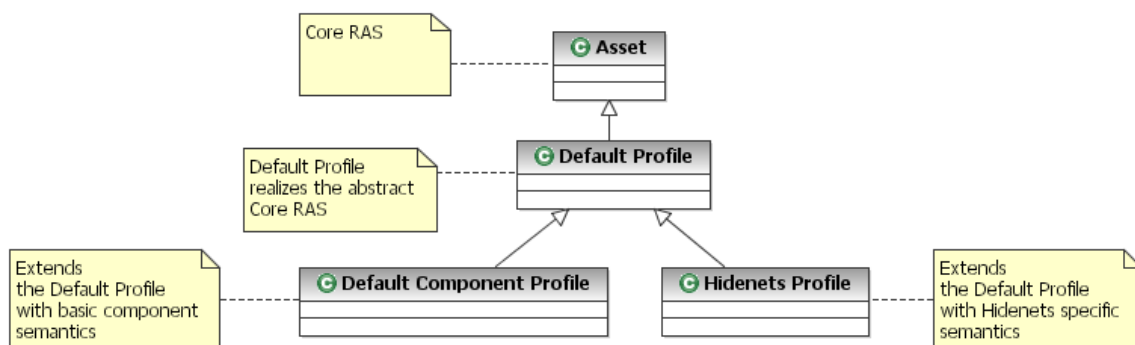 Core RAS
Asset
Default Profile
Default Profile
realizes the abstract
Core RAS
Extends
the Default Profile
with basic component
semantics
Default Component Profile
Hidenets Profile
Extends
the Default Profile
with Hidenets specific
semantics